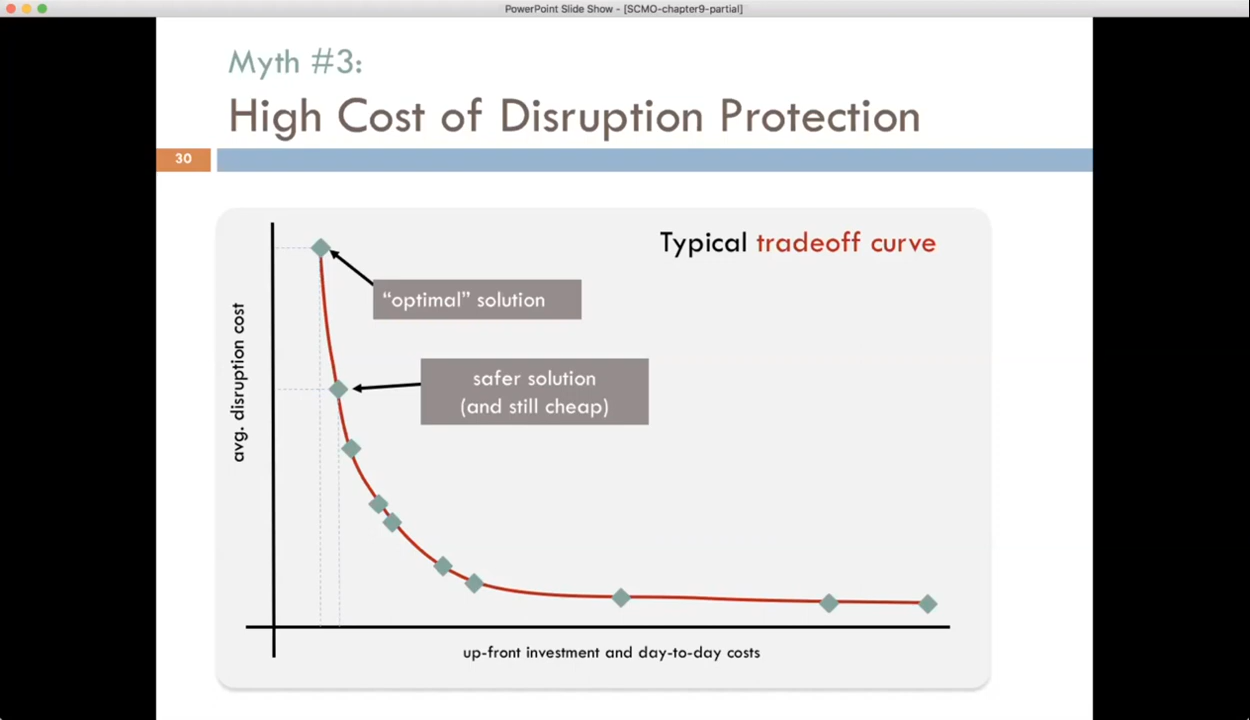 PowerPoint Slide Show - [SCMO-chapter9-partial]
Myth #3:
High Cost of Disruption Protection
30
Typical tradeoff curve
“optimal” solution
safer solution
(and still cheap)
avg. disruption cost
up-front investment and day-to-day costs